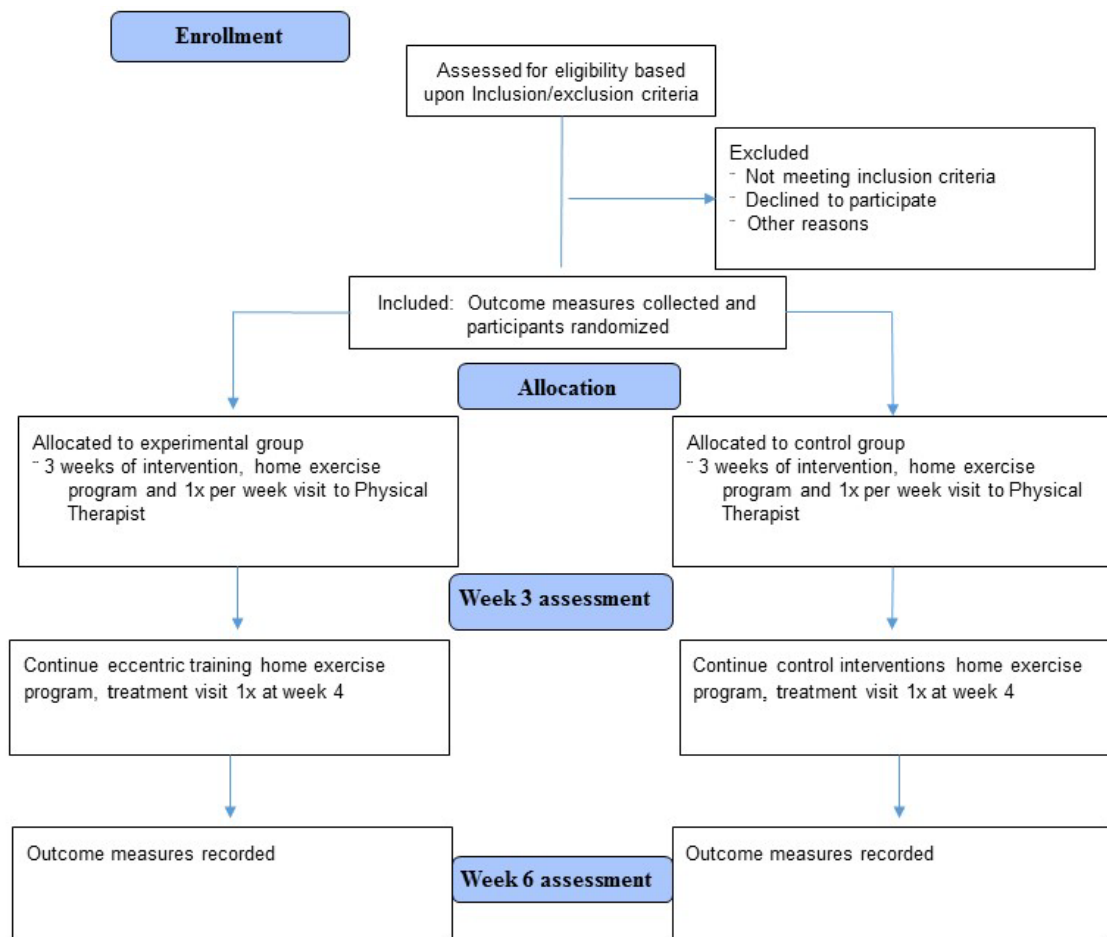 Enrollment
Assessed for eligibility based
upon Inclusion/exclusion criteria
Excluded
- Not meeting inclusion criteria
- Declined to participate
- Other reasons
Included: Outcome measures collected and
participants randomized
Allocation
Allocated to experimental group
- 3 weeks of intervention, home exercise
program and 1x per week visit to Physical
Therapist
Allocated to control group
- 3 weeks of intervention, home exercise
program and 1x per week visit to Physical
Therapist
Week 3 assessment
Continue eccentric training home exercise
program, treatment visit 1x at week 4
Continue control interventions home exercise
program, treatment visit 1x at week 4
Outcome measures recorded
Outcome measures recorded
Week 6 assessment